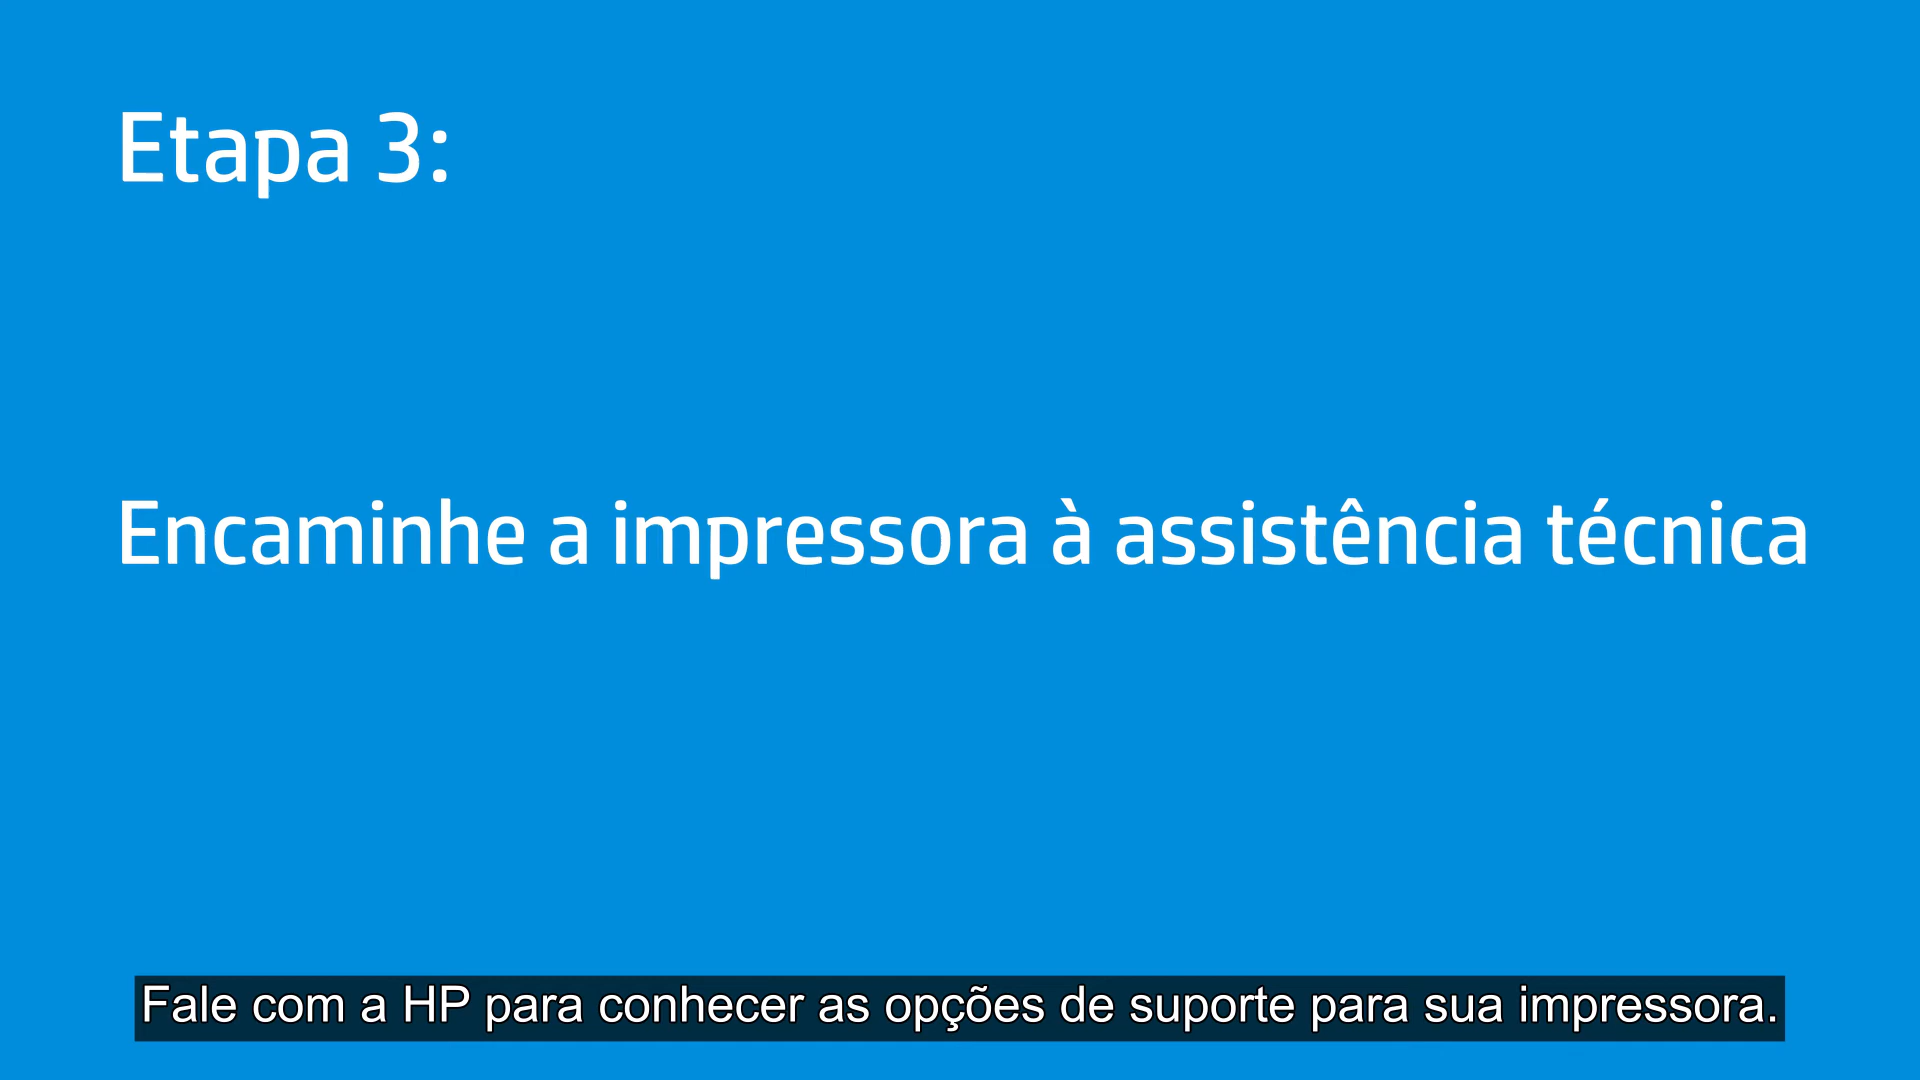 Etapa 3:
Encaminhe a impressora à assistência técnica
Fale com a HP para conhecer as opções de suporte para sua impressora.